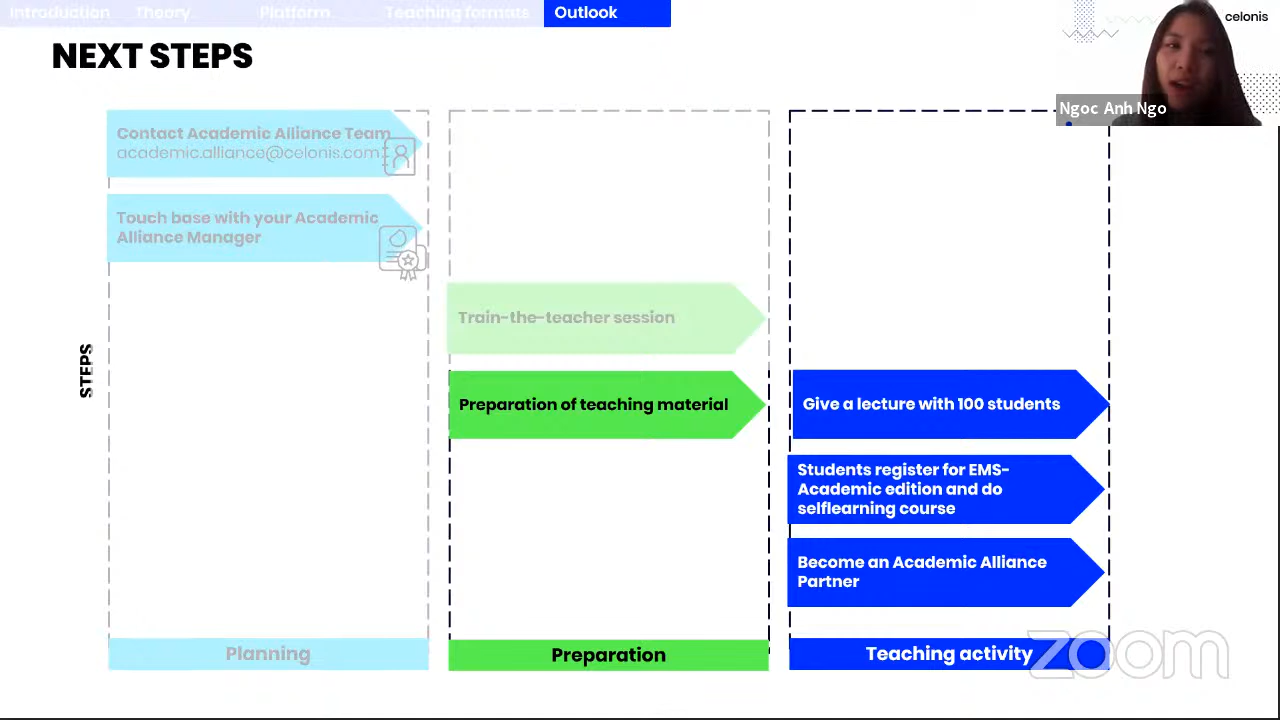 Introduction
Theory
Platform
Teaching formats
Outlook
celonis
NEXT STEPS
Ngoc Anh Ngo
Contact Academic Alliance Team
academic.alliance@celonis.com
Touch base with your Academic
Alliance Manager
Train-the-teacher session
STEPS
Preparation of teaching material
Give a lecture with 100 students
Students register for EMS-
Academic edition and do
selflearning course
Become an Academic Alliance
Partner
Planning
Preparation
Teaching activity
zoom